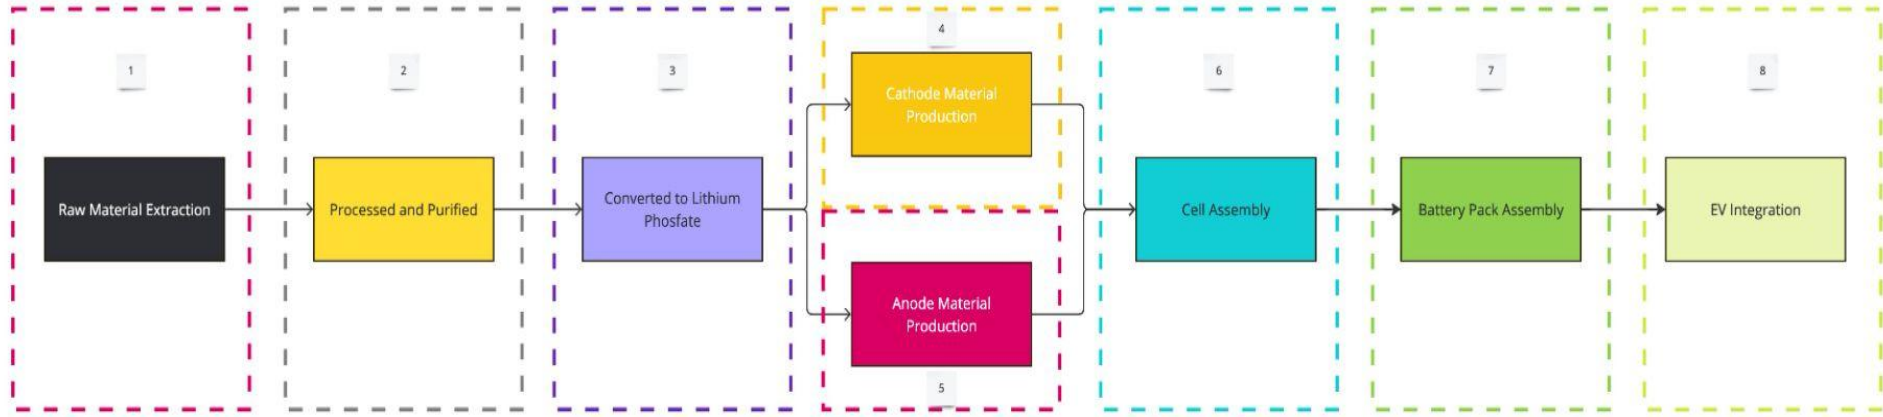 1
Raw Material Extraction
2
Processed and Purified
3
Converted to Lithium
Phosfate
4
Cathode Material
Production
Anode Material
Production
5
6
Cell Assembly
7
Battery Pack Assembly
8
EV Integration